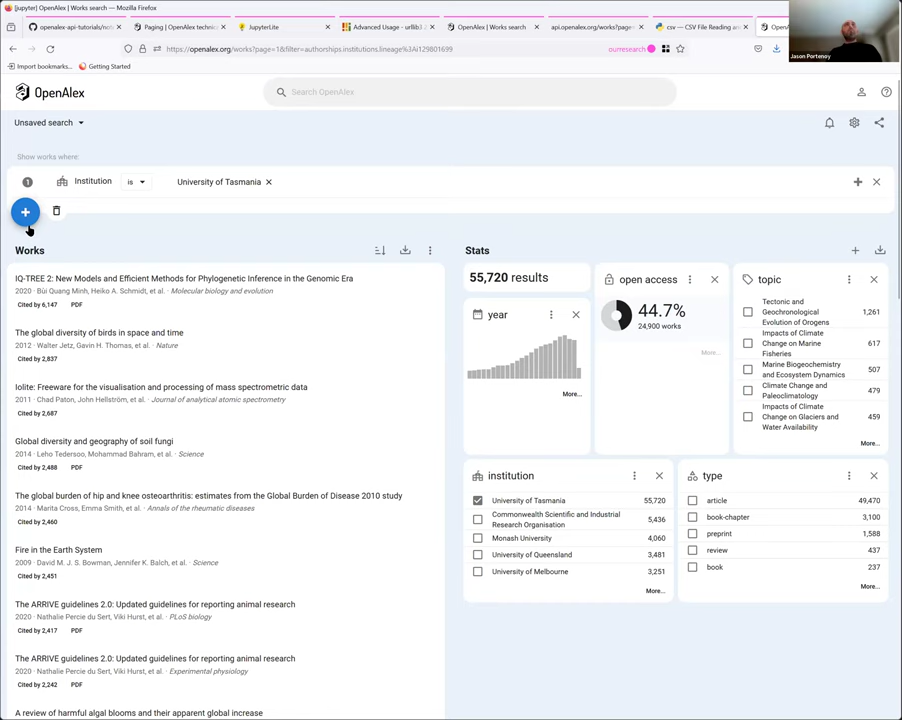 [jupyter] | OpenAlex | Works search — Mozilla Firefox
openalex-api-tutorials/not
Paging | OpenAlex technic
JupyterLite
Advanced Usage - urllib3
OpenAlex | Works search
api.openalex.org/works?page=
csv — CSV File Reading an
OpenA
https://openalex.org/works?page=1&filter=authorships.institutions.lineage%3Ai129801699
ourresearch
Import bookmarks...
Getting Started
Jason Portenoy
OpenAlex
Search OpenAlex
Unsaved search
Show works where:
1 Institution is University of Tasmania
Works
IQ-TREE 2: New Models and Efficient Methods for Phylogenetic Inference in the Genomic Era
2020 · Bùi Quang Minh, Heiko A. Schmidt, et al. · Molecular biology and evolution
Cited by 6,147 PDF
The global diversity of birds in space and time
2012 · Walter Jetz, Gavin H. Thomas, et al. · Nature
Cited by 2,837
Iolite: Freeware for the visualisation and processing of mass spectrometric data
2011 · Chad Paton, John Hellström, et al. · Journal of analytical atomic spectrometry
Cited by 2,687
Global diversity and geography of soil fungi
2014 · Leho Tedersoo, Mohammad Bahram, et al. · Science
Cited by 2,488 PDF
The global burden of hip and knee osteoarthritis: estimates from the Global Burden of Disease 2010 study
2014 · Marita Cross, Emma Smith, et al. · Annals of the rheumatic diseases
Cited by 2,460
Fire in the Earth System
2009 · David M. J. S. Bowman, Jennifer K. Balch, et al. · Science
Cited by 2,451
The ARRIVE guidelines 2.0: Updated guidelines for reporting animal research
2020 · Nathalie Percie du Sert, Viki Hurst, et al. · PLoS biology
Cited by 2,417 PDF
The ARRIVE guidelines 2.0: Updated guidelines for reporting animal research
2020 · Nathalie Percie du Sert, Viki Hurst, et al. · Experimental physiology
Cited by 2,242 PDF
A review of harmful algal blooms and their apparent global increase
Stats
55,720 results
year
More...
open access
44.7%
24,900 works
More...
topic
Tectonic and
Geochronological 1,261
Evolution of Orogens
Impacts of Climate
Change on Marine 617
Fisheries
Marine Biogeochemistry 507
and Ecosystem Dynamics
Climate Change and 479
Paleoclimatology
Impacts of Climate
Change on Glaciers and 459
Water Availability
More...
institution
University of Tasmania 55,720
Commonwealth Scientific and Industrial 5,436
Research Organisation
Monash University 4,060
University of Queensland 3,481
University of Melbourne 3,251
More...
type
article 49,470
book-chapter 3,100
preprint 1,588
review 437
book 237
More...